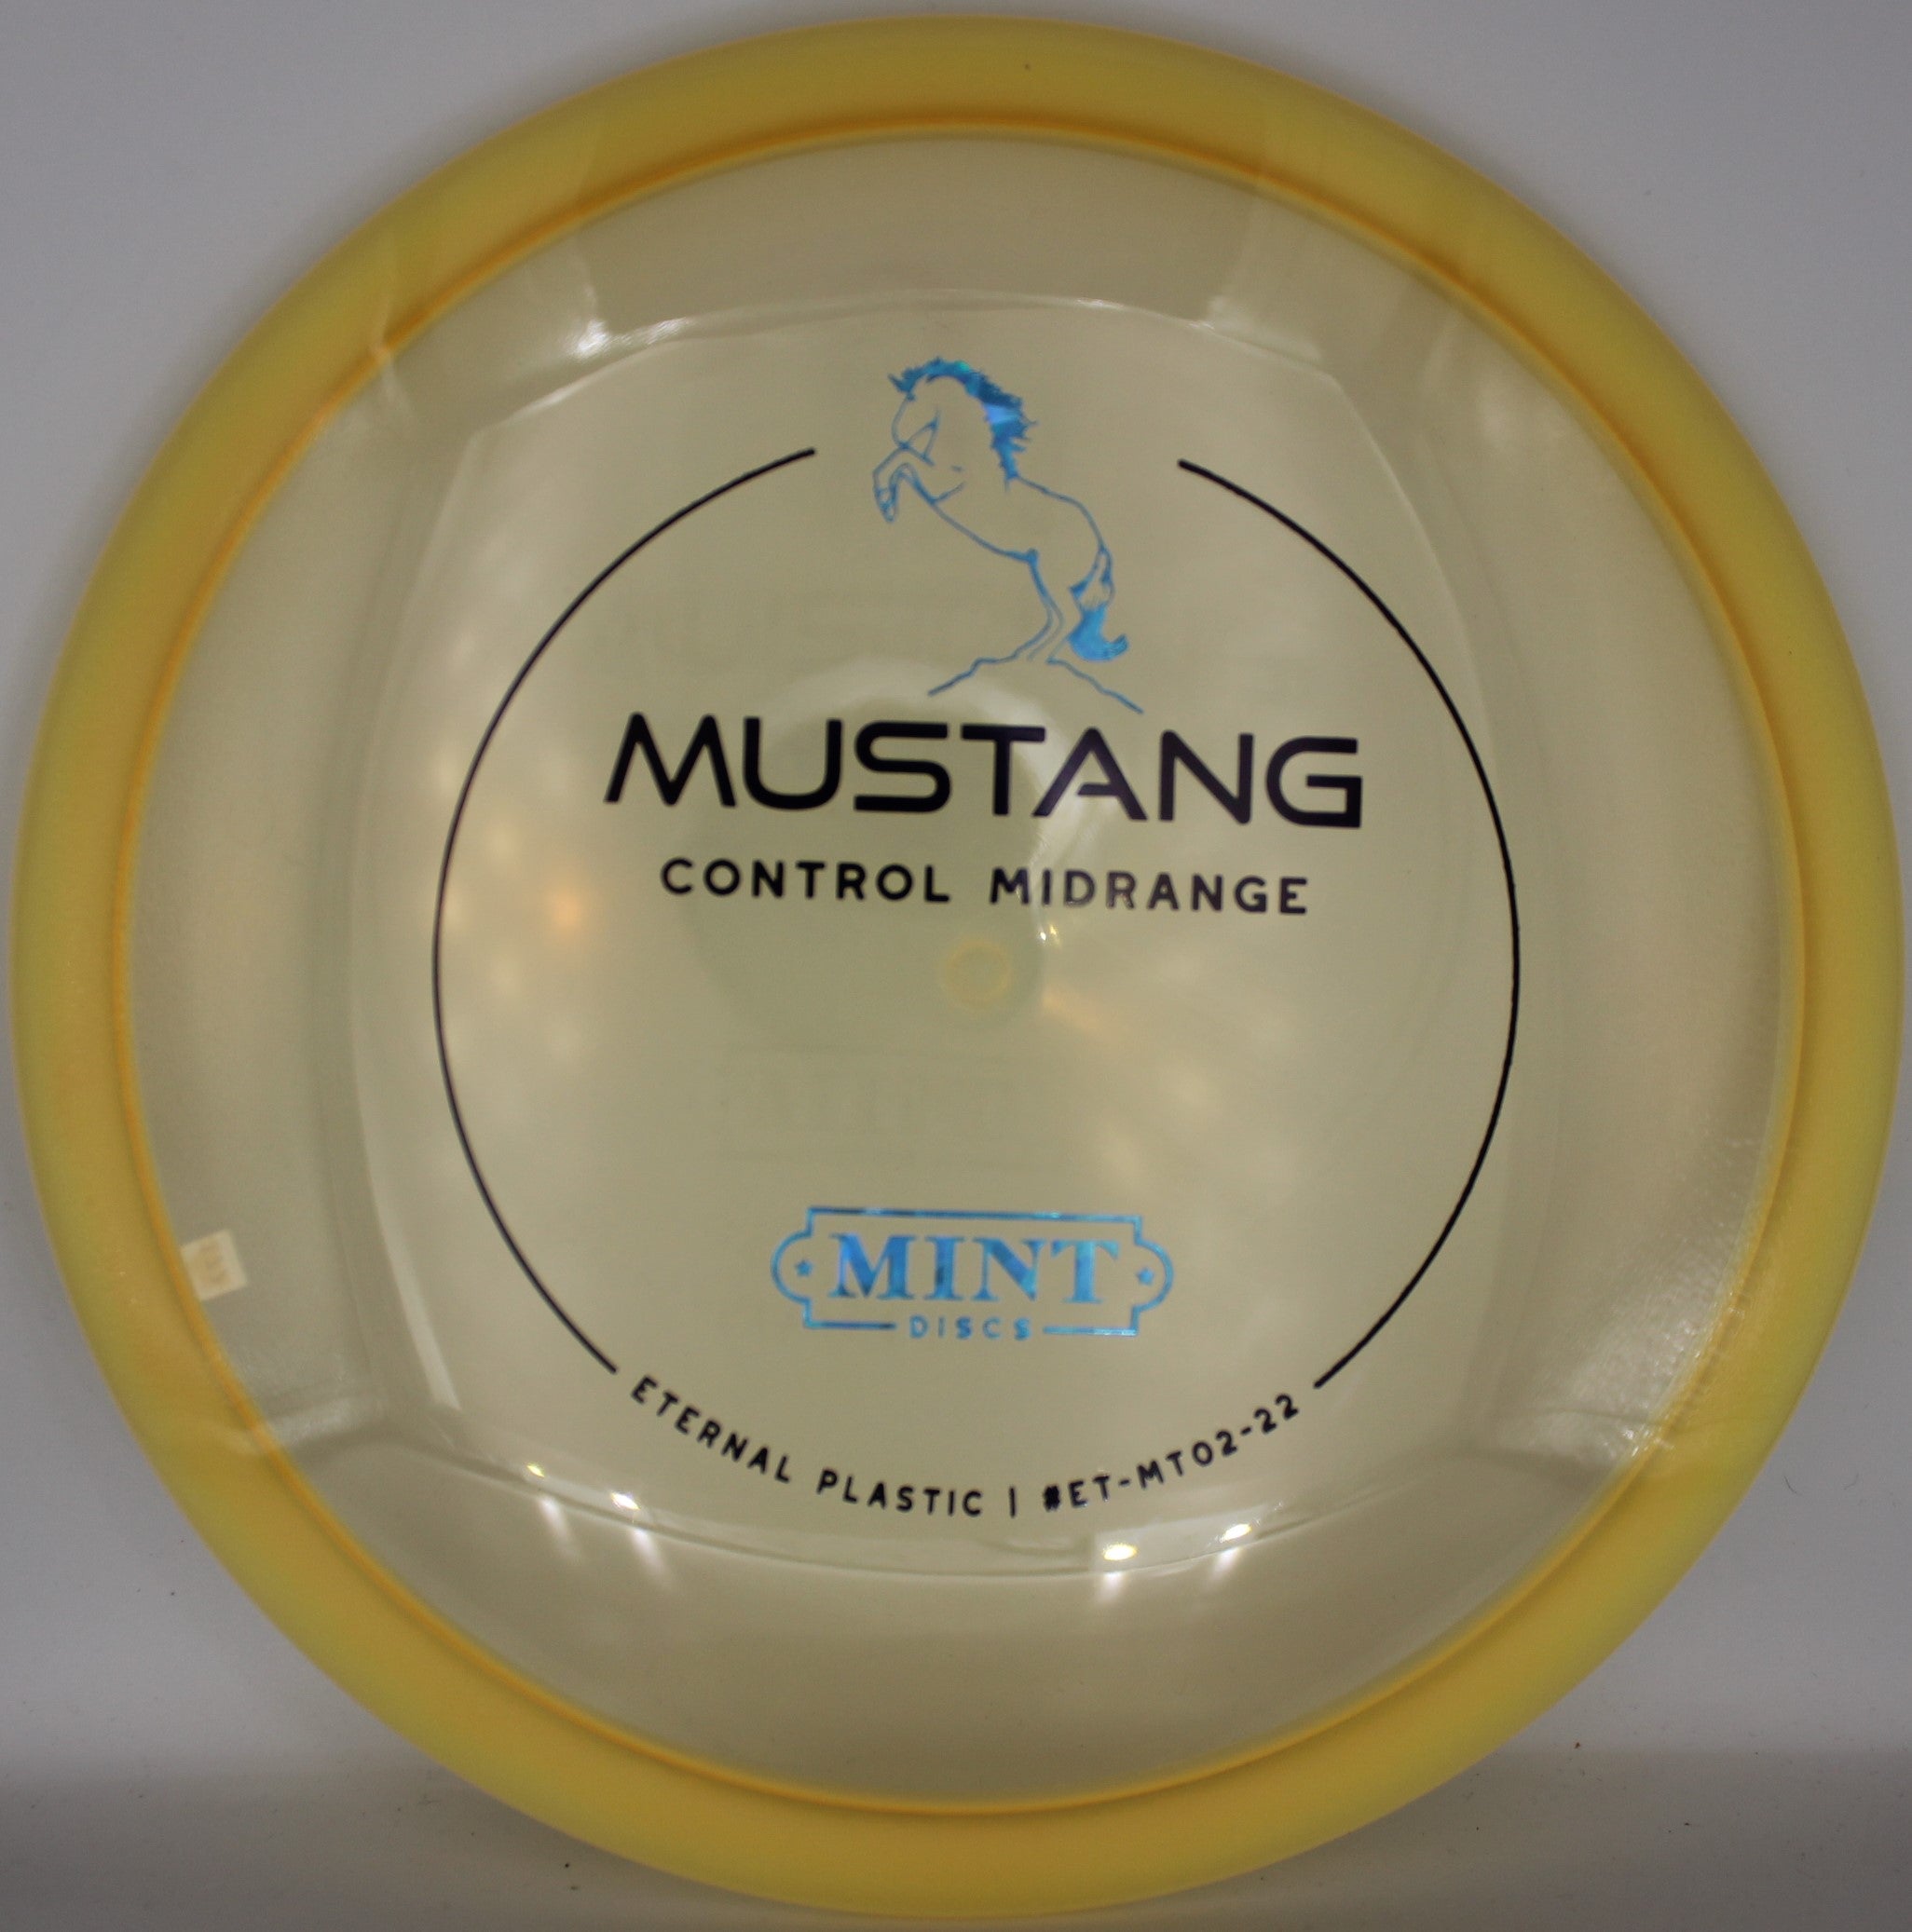 MUSTANG
CONTROL MIDRANGE
MINT
DISCS
ETERNAL PLASTIC | #ET-MT02-22